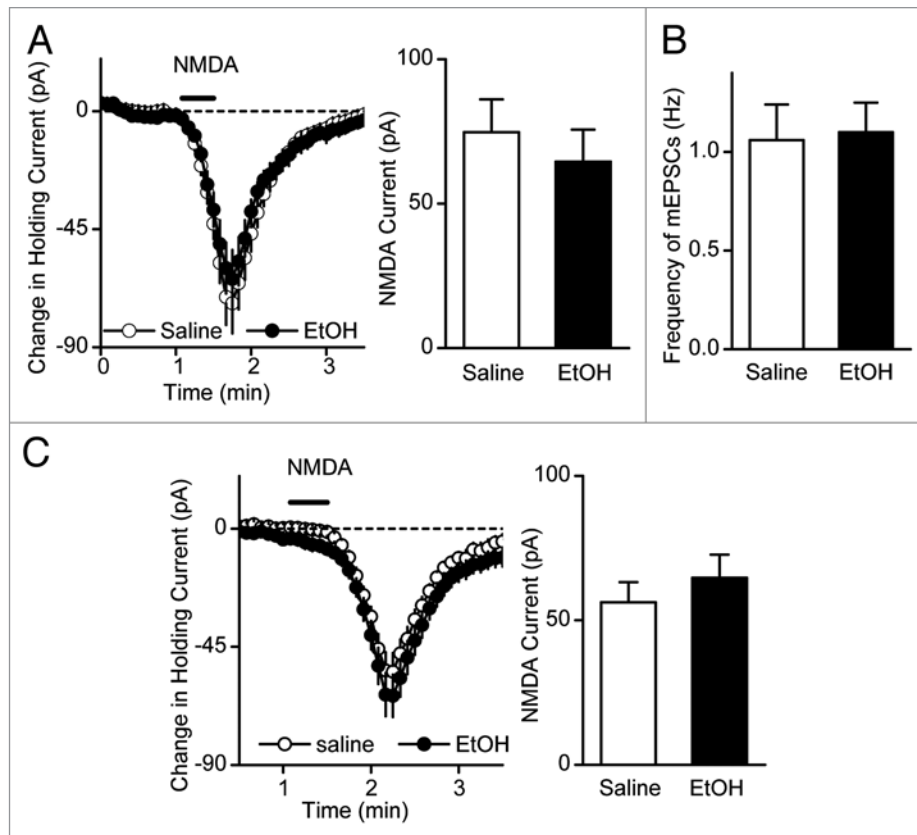 A
NMDA
Change in Holding Current (pA)
0
-45
-90
Saline
EtOH
0
1
2
3
Time (min)
NMDA Current (pA)
100
50
0
Saline
EtOH
B
Frequency of mEPSCs (Hz)
1.0
0.5
0.0
Saline
EtOH
C
NMDA
Change in Holding Current (pA)
0
-45
-90
saline
EtOH
1
2
3
Time (min)
NMDA Current (pA)
100
50
0
Saline
EtOH